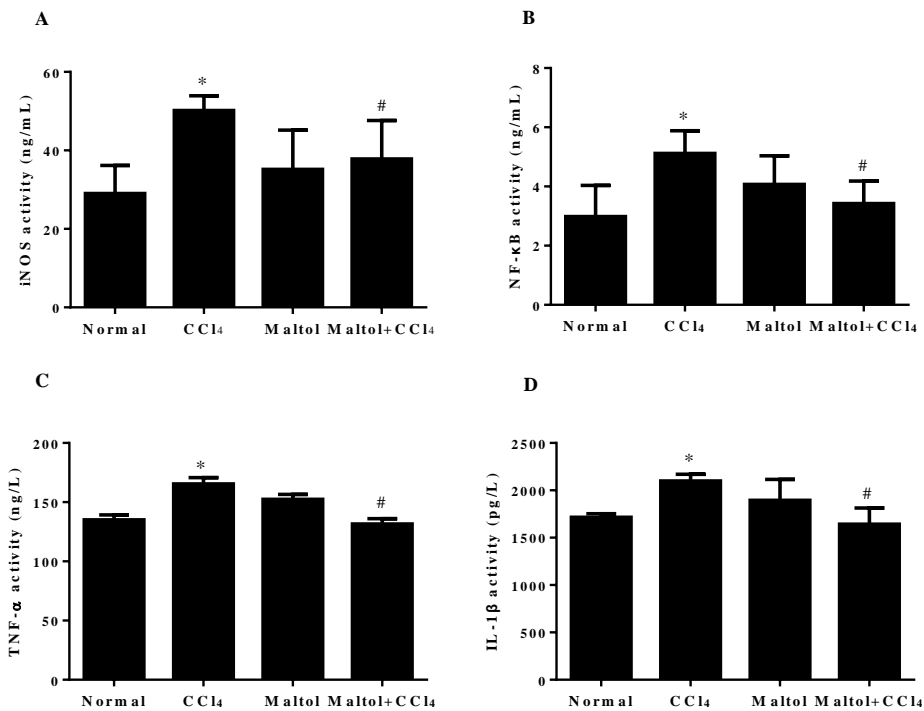 A
iNOS activity (ng/mL)
60
40
20
0
*
#
Normal CCl₄ Maltol Maltol+CCl₄
B
NF-κB activity (ng/mL)
8
6
4
2
0
*
#
Normal CCl₄ Maltol Maltol+CCl₄
C
TNF-α activity (ng/L)
200
150
100
50
0
*
#
Normal CCl₄ Maltol Maltol+CCl₄
D
IL-1β activity (pg/L)
2500
2000
1500
1000
500
0
*
#
Normal CCl₄ Maltol Maltol+CCl₄